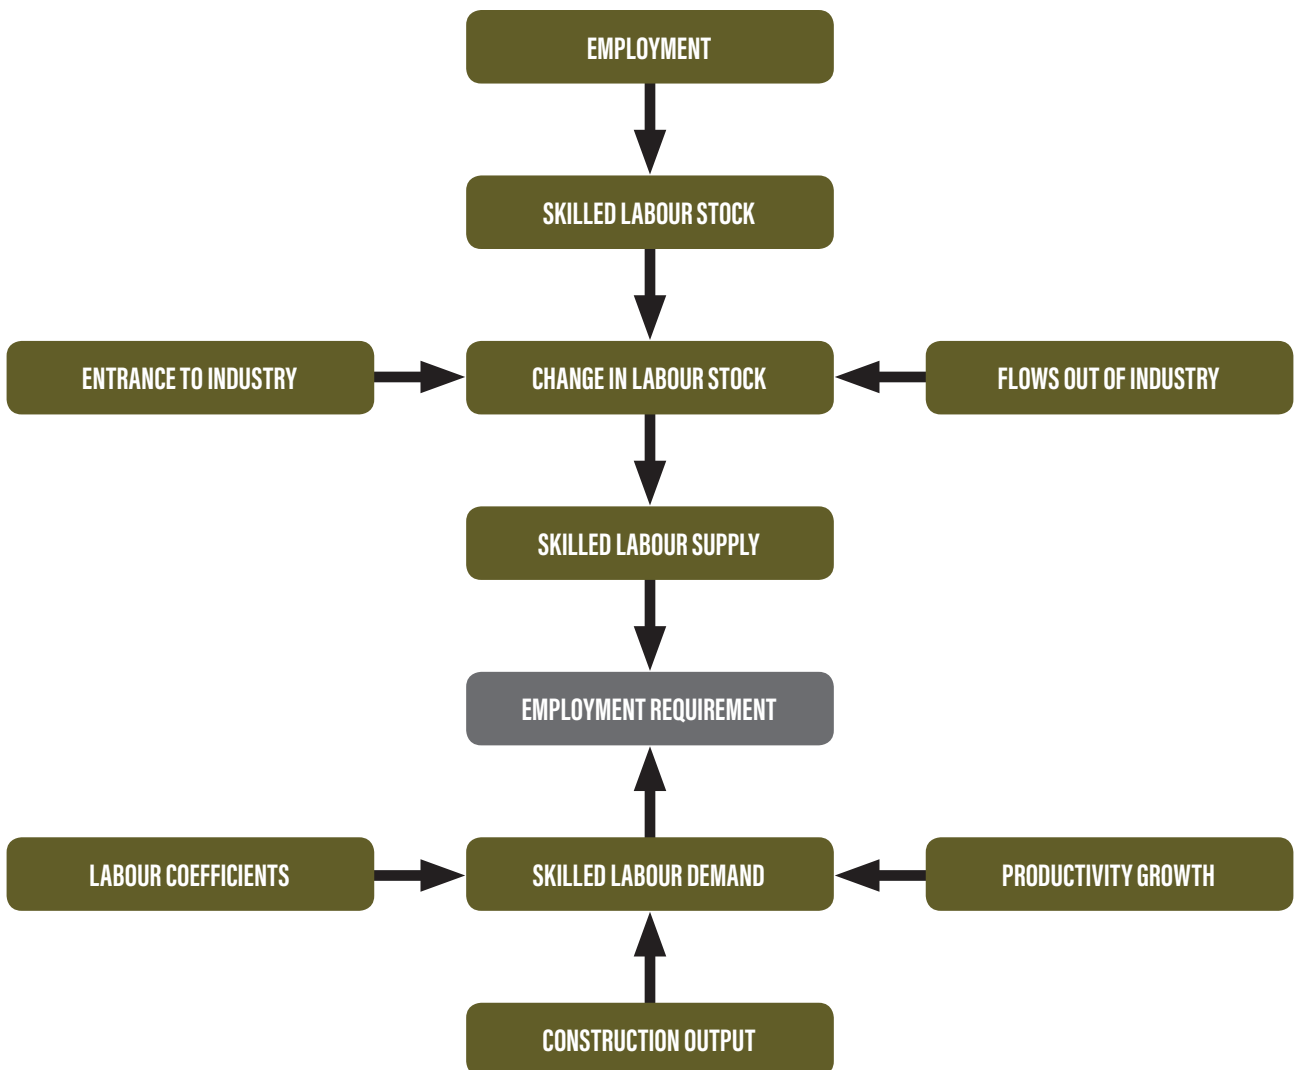 EMPLOYMENT
SKILLED LABOUR STOCK
ENTRANCE TO INDUSTRY
CHANGE IN LABOUR STOCK
FLOWS OUT OF INDUSTRY
SKILLED LABOUR SUPPLY
EMPLOYMENT REQUIREMENT
LABOUR COEFFICIENTS
SKILLED LABOUR DEMAND
PRODUCTIVITY GROWTH
CONSTRUCTION OUTPUT